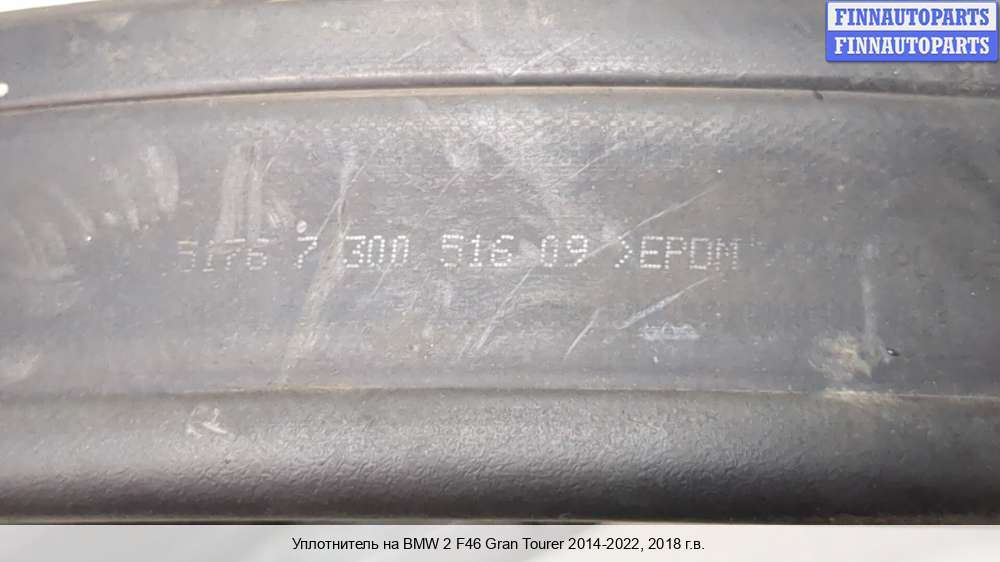 FINNAUTOPARTS
FINNAUTOPARTS
5176 7 300 516 09 >EPDM
Уплотнитель на BMW 2 F46 Gran Tourer 2014-2022, 2018 г.в.